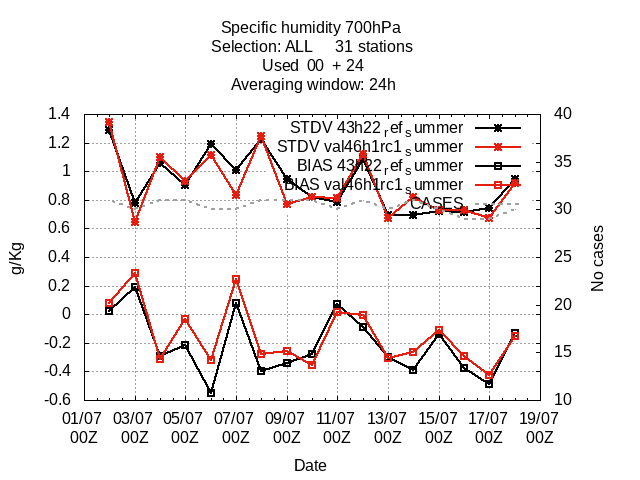 Specific humidity 700hPa
Selection: ALL 31 stations
Used 00 + 24
Averaging window: 24h
STDV 43h22_ref_summer
STDV val46h1rc1_summer
BIAS 43h22_ref_summer
BIAS val46h1rc1_summer
CASES
1.4
1.2
1
0.8
0.6
0.4
0.2
0
-0.2
-0.4
-0.6
g/Kg
40
35
30
25
20
15
10
No cases
01/07 03/07 05/07 07/07 09/07 11/07 13/07 15/07 17/07 19/07
00Z 00Z 00Z 00Z 00Z 00Z 00Z 00Z 00Z 00Z
Date